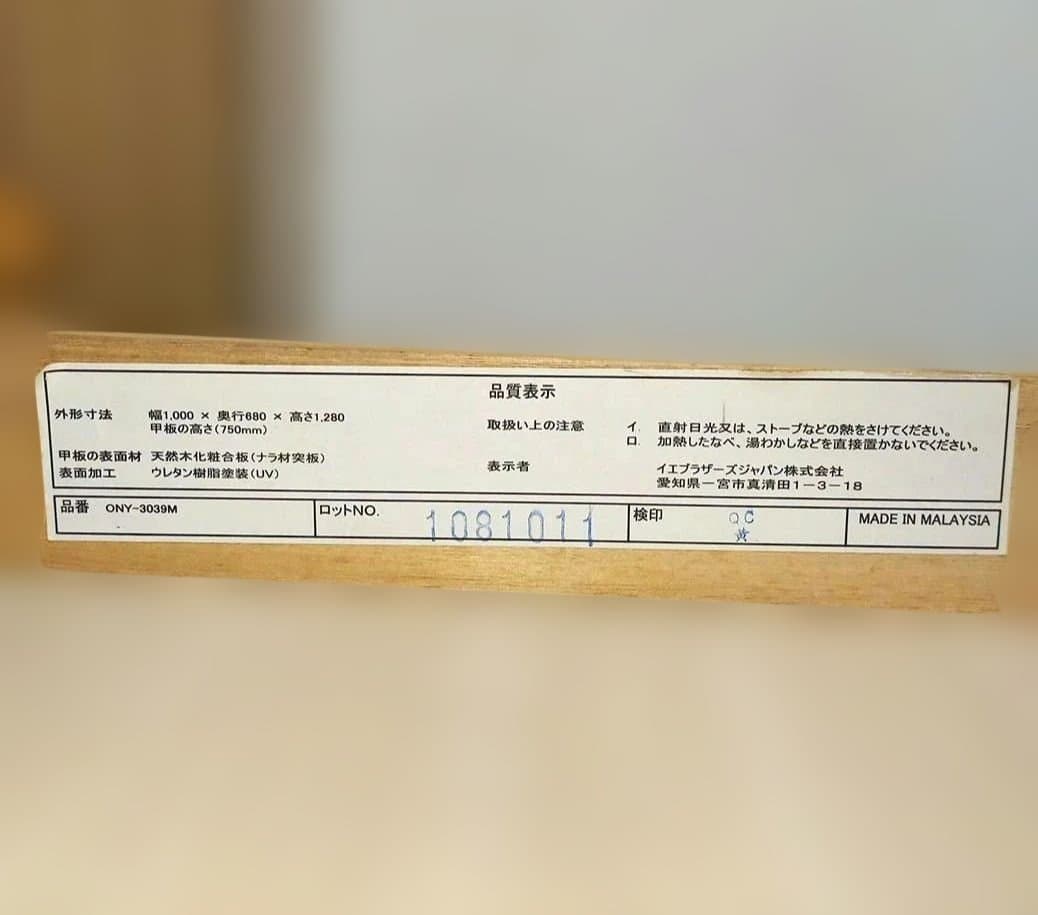 品質表示
外形寸法 幅1,000 × 奥行680 × 高さ1,280
甲板の高さ(750mm)
甲板の表面材 天然木化粧合板(ナラ材突板)
表面加工 ウレタン樹脂塗装(UV)
取扱い上の注意 イ. 直射日光又は、ストーブなどの熱をさけてください。
ロ. 加熱したなべ、湯わかしなどを直接置かないでください。
表示者 イエブラザーズジャパン株式会社
愛知県一宮市真清田1-3-18
品番 ONY-3039M
ロットNO. 1081011
検印 QC
MADE IN MALAYSIA